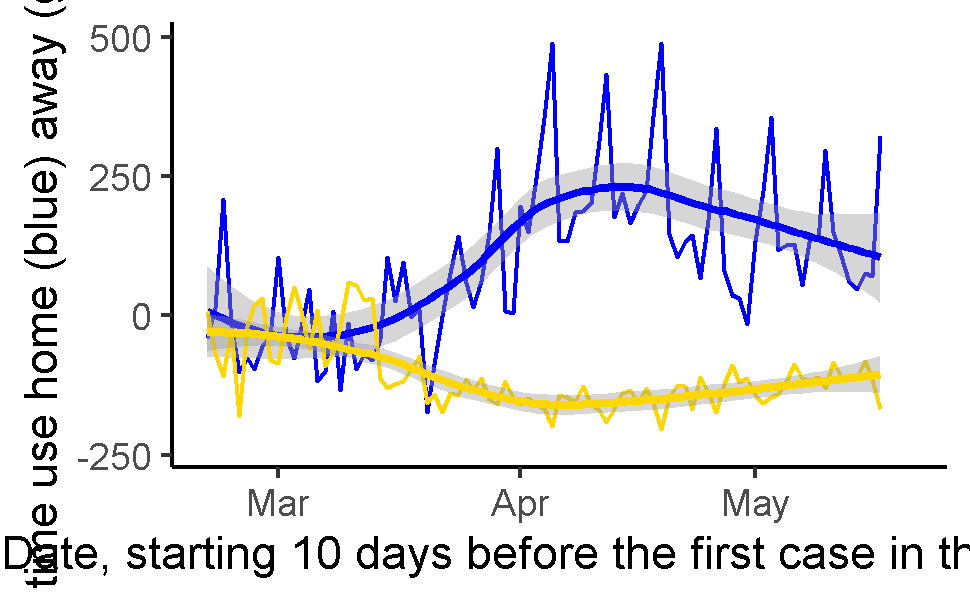 time use home (blue) away (
500
250
0
-250
Mar Apr May
Date, starting 10 days before the first case in th